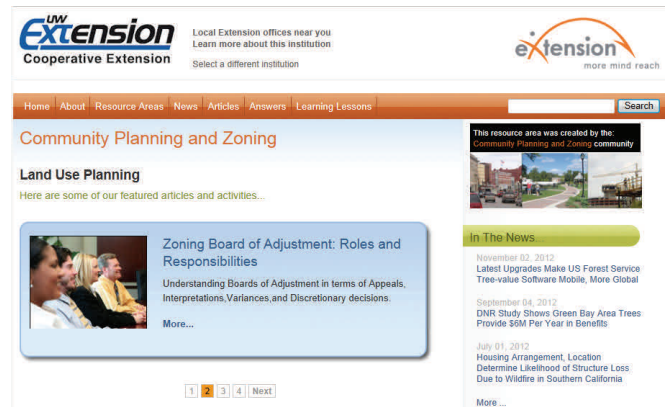 UW
Extension
Cooperative Extension
Local Extension offices near you
Learn more about this institution
Select a different institution
eXtension
more mind reach
Home About Resource Areas News Articles Answers Learning Lessons
Search
Community Planning and Zoning
Land Use Planning
Here are some of our featured articles and activities...
Zoning Board of Adjustment: Roles and
Responsibilities
Understanding Boards of Adjustment in terms of Appeals,
Interpretations,Variances,and Discretionary decisions.
More...
1 2 3 4 Next
This resource area was created by the:
Community Planning and Zoning community
In The News...
November 02, 2012
Latest Upgrades Make US Forest Service
Tree-value Software Mobile, More Global
September 04, 2012
DNR Study Shows Green Bay Area Trees
Provide $6M Per Year in Benefits
July 01, 2012
Housing Arrangement, Location
Determine Likelihood of Structure Loss
Due to Wildfire in Southern California
More ...